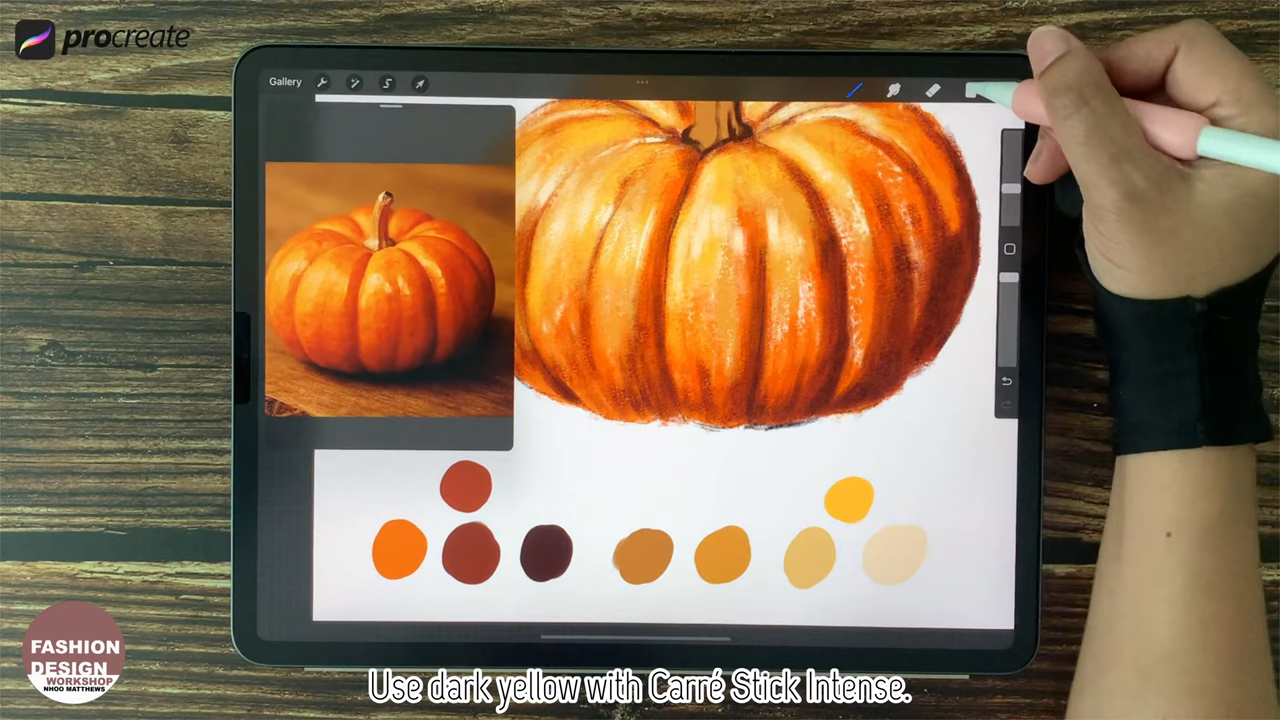 procreate
Gallery
FASHION
DESIGN
WORKSHOP
NHOO MATTHEWS
Use dark yellow with Carré Stick Intense.